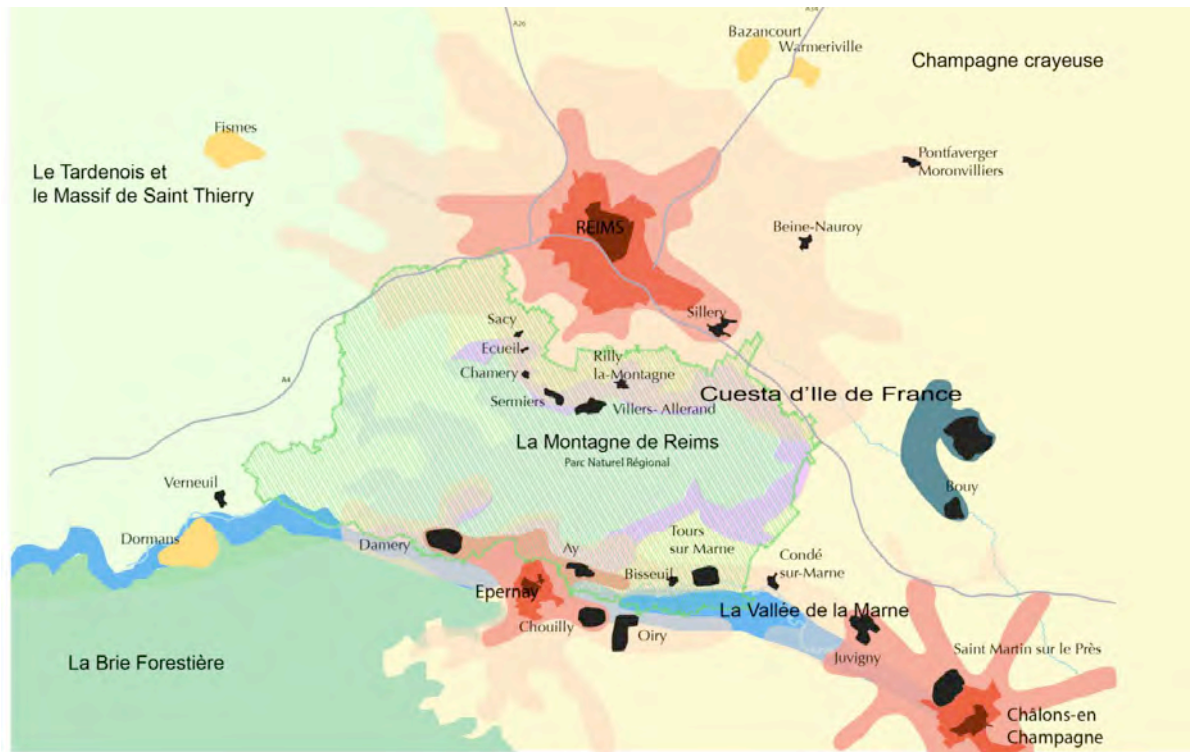 A26
A34
Bazancourt
Warmeriville
Champagne crayeuse
Fismes
Le Tardenois et
le Massif de Saint Thierry
Pontfaverger
Moronvilliers
REIMS
Beine-Nauroy
Sillery
Sacy
Ecueil
Rilly
la-Montagne
Chamery
A4
Cuesta d'Ile de France
Sermiers
Villers- Allerand
La Montagne de Reims
Parc Naturel Régional
Verneuil
Bouy
Dormans
Damery
Ay
Tours
sur Marne
Bisseuil
Condé
sur-Marne
Epernay
La Vallée de la Marne
Chouilly
Oiry
Juvigny
Saint Martin sur le Près
La Brie Forestière
Châlons-en
Champagne